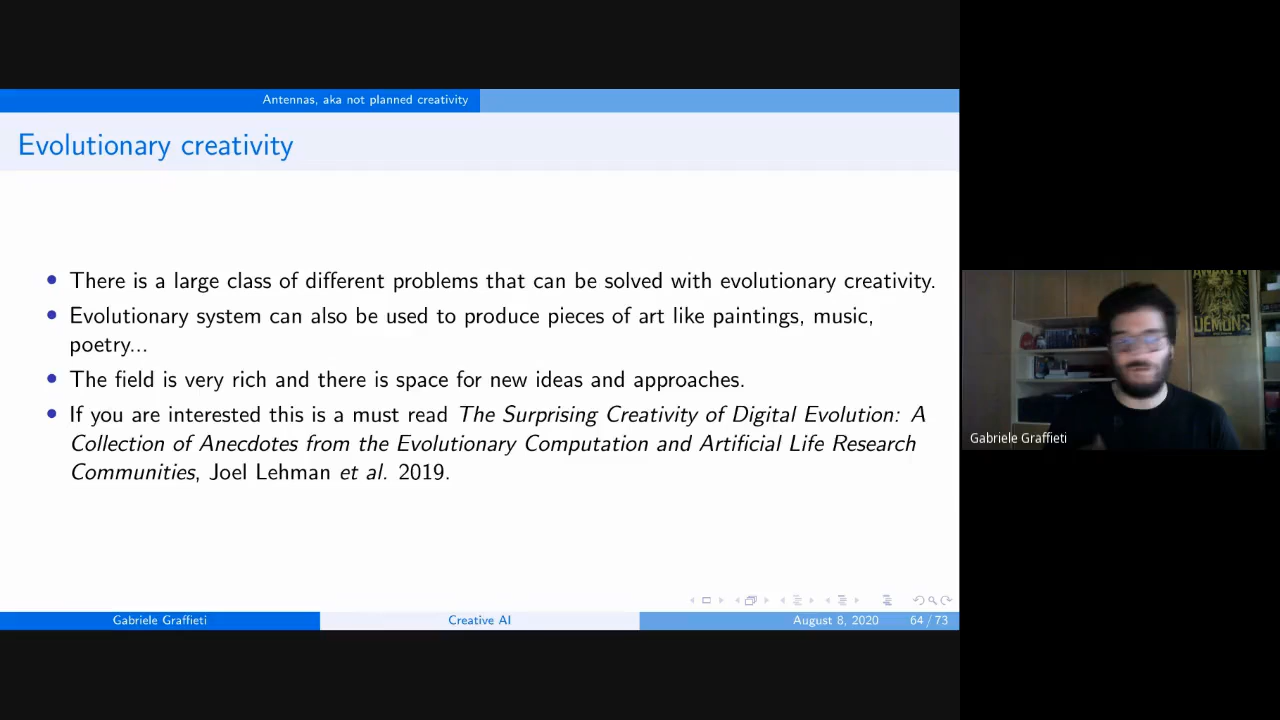 Antennas, aka not planned creativity
Evolutionary creativity
There is a large class of different problems that can be solved with evolutionary creativity.
Evolutionary system can also be used to produce pieces of art like paintings, music,
poetry...
The field is very rich and there is space for new ideas and approaches.
If you are interested this is a must read The Surprising Creativity of Digital Evolution: A
Collection of Anecdotes from the Evolutionary Computation and Artificial Life Research
Communities, Joel Lehman et al. 2019.
Gabriele Graffieti
Creative AI
August 8, 2020
64 / 73
DEMONS
Gabriele Graffieti